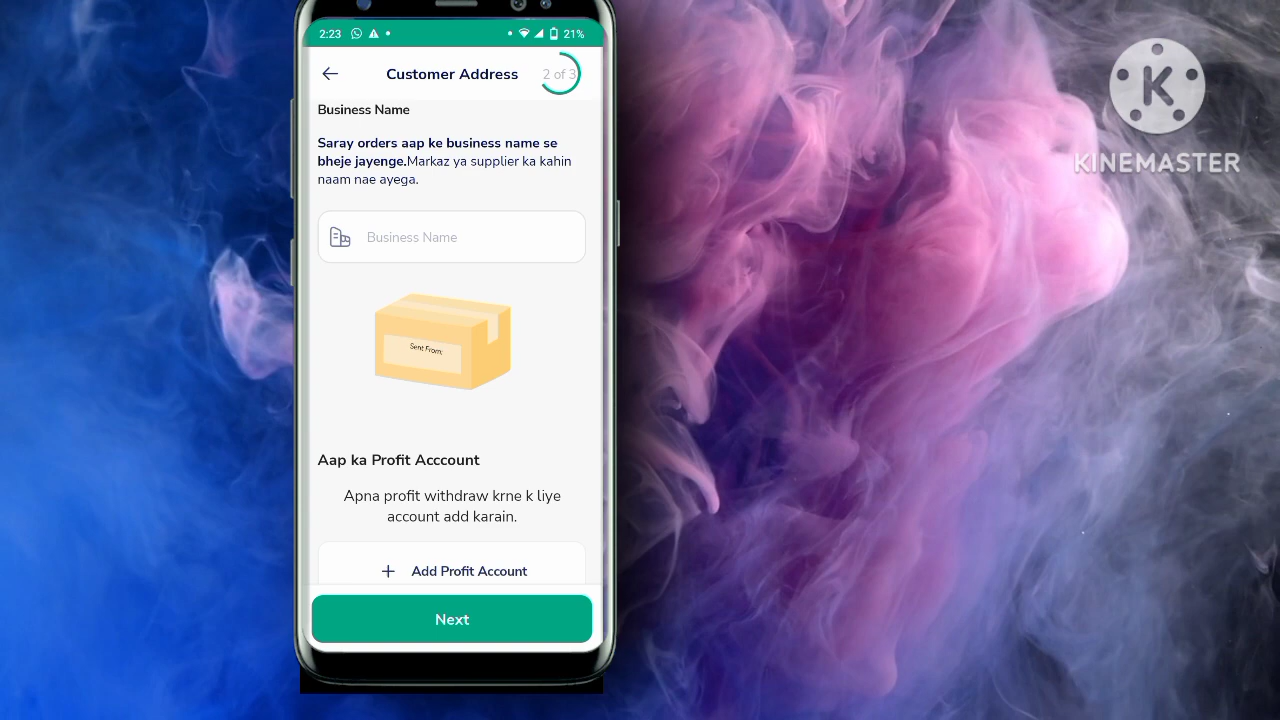 2:23
21%
Customer Address
2 of 3
Business Name
Saray orders aap ke business name se
bheje jayenge.Markaz ya supplier ka kahin
naam nae ayega.
Business Name
Sent From:
Aap ka Profit Acccount
Apna profit withdraw krne k liye
account add karain.
+ Add Profit Account
Next
K
KINEMASTER